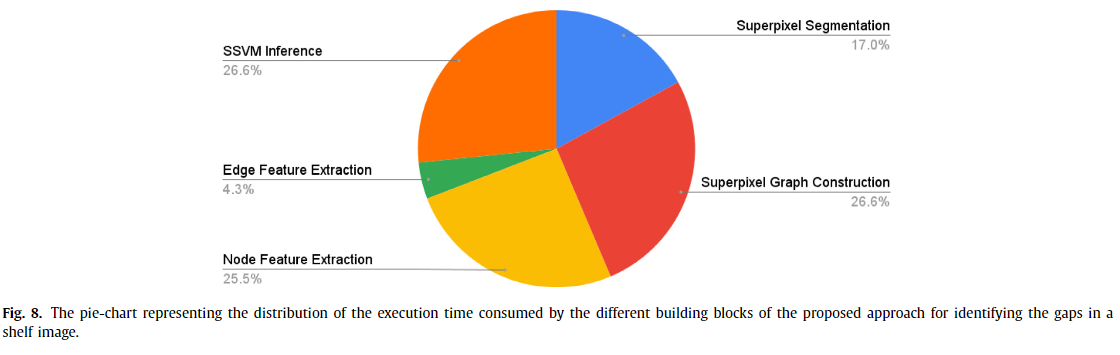 Superpixel Segmentation
17.0%
SSVM Inference
26.6%
Edge Feature Extraction
4.3%
Superpixel Graph Construction
26.6%
Node Feature Extraction
25.5%
Fig. 8. The pie-chart representing the distribution of the execution time consumed by the different building blocks of the proposed approach for identifying the gaps in a
shelf image.